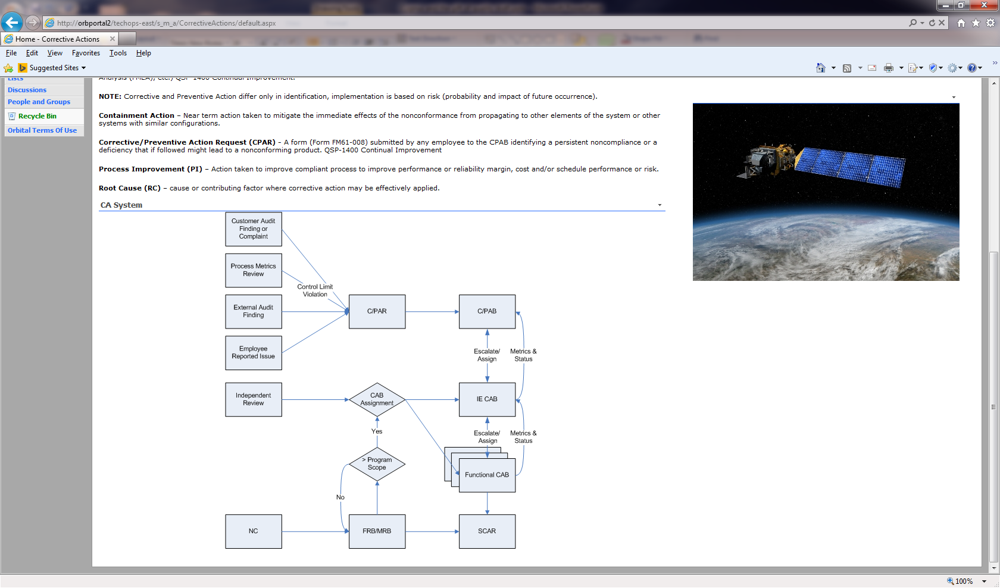 http://orbportal2/techops-east/s_m_a/CorrectiveActions/default.aspx
Home - Corrective Actions
File Edit View Favorites Tools Help
Suggested Sites
Lists
Discussions
People and Groups
Recycle Bin
Orbital Terms Of Use
Analysis (FMEA), etc.) QSP-1400 Continual Improvement.
NOTE: Corrective and Preventive Action differ only in identification, implementation is based on risk (probability and impact of future occurrence).
Containment Action – Near term action taken to mitigate the immediate effects of the nonconformance from propagating to other elements of the system or other
systems with similar configurations.
Corrective/Preventive Action Request (CPAR) - A form (Form FM61-008) submitted by any employee to the CPAB identifying a persistent noncompliance or a
deficiency that if followed might lead to a nonconforming product. QSP-1400 Continual Improvement
Process Improvement (PI) – Action taken to improve compliant process to improve performance or reliability margin, cost and/or schedule performance or risk.
Root Cause (RC) – cause or contributing factor where corrective action may be effectively applied.
CA System
Customer Audit
Finding or
Complaint
Process Metrics
Review
Control Limit
Violation
External Audit
Finding
C/PAR
C/PAB
Employee
Reported Issue
Escalate/
Assign
Metrics &
Status
Independent
Review
CAB
Assignment
IE CAB
Yes
Escalate/
Assign
Metrics &
Status
> Program
Scope
Functional CAB
No
NC
FRB/MRB
SCAR
100%